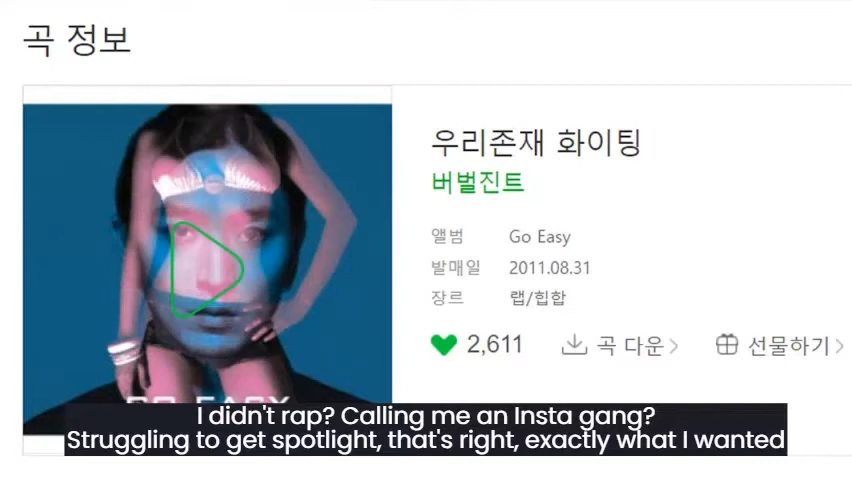 곡 정보
우리존재 화이팅
버벌진트
앨범 Go Easy
발매일 2011.08.31
장르 랩/힙합
2,611 곡 다운 선물하기
GO EASY
I didn't rap? Calling me an Insta gang?
Struggling to get spotlight, that's right, exactly what I wanted